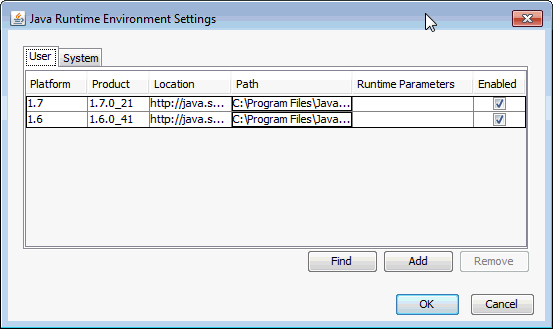 Java Runtime Environment Settings
User System
Platform Product Location Path Runtime Parameters Enabled
1.7 1.7.0_21 http://java.s... C:\Program Files\Java...
1.6 1.6.0_41 http://java.s... C:\Program Files\Java...
Find Add Remove
OK Cancel